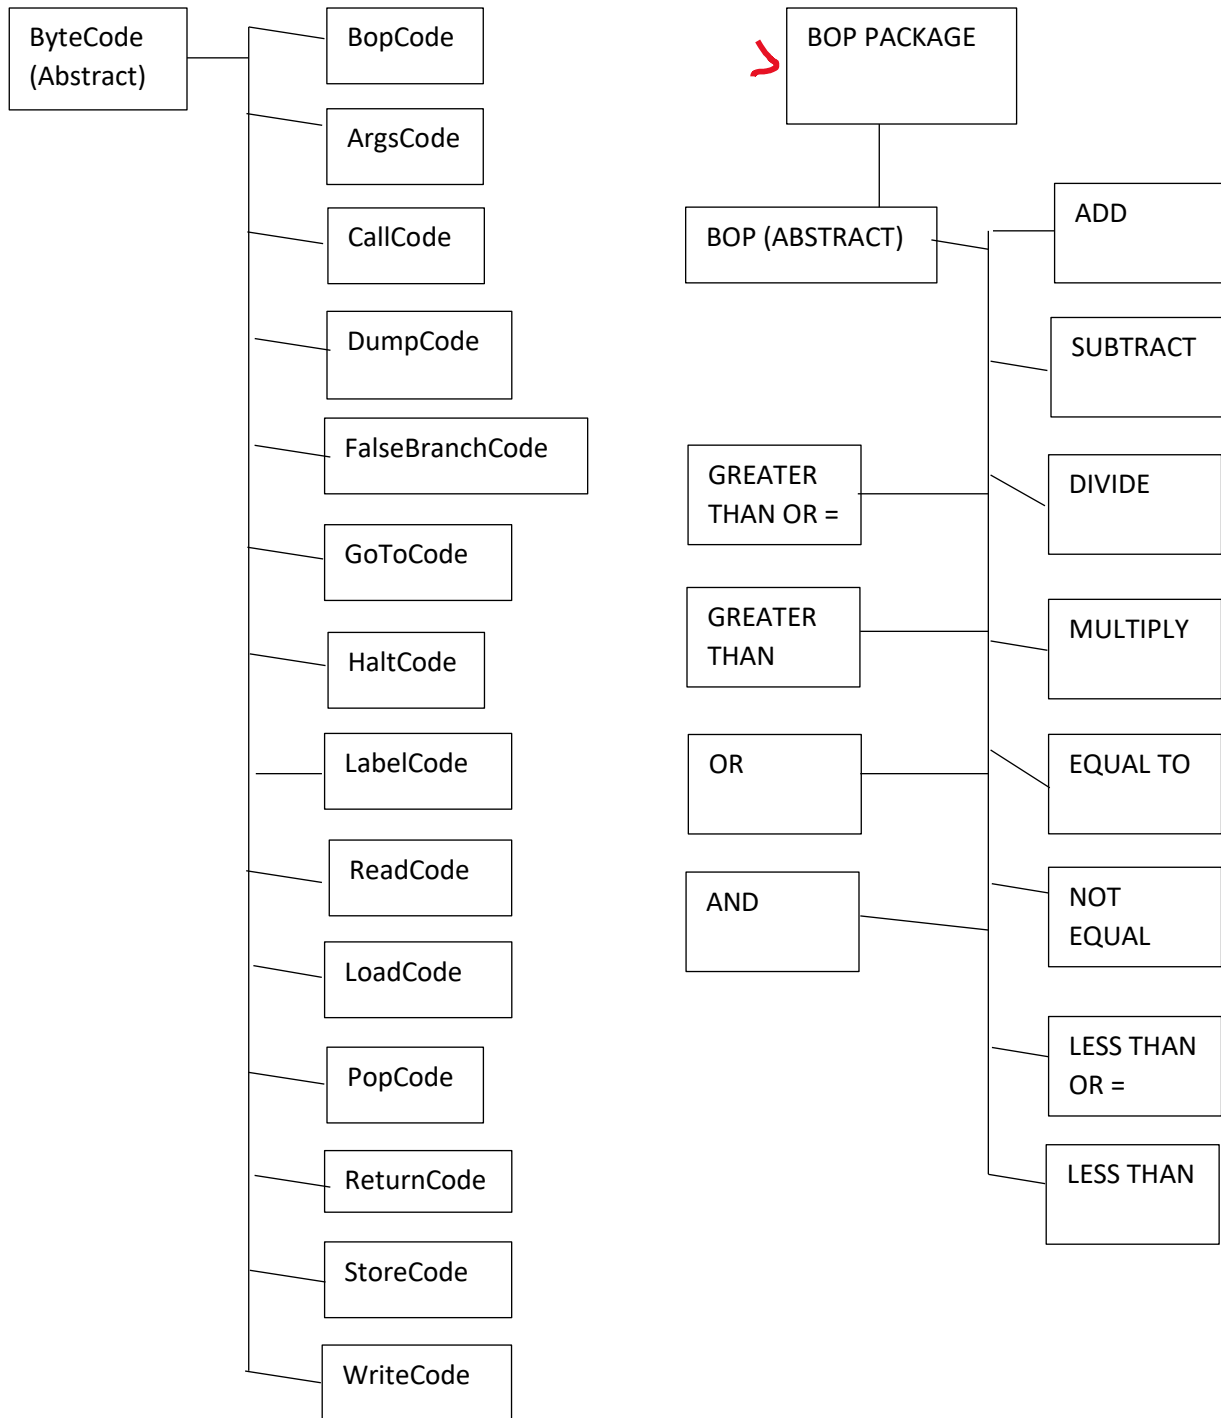 ByteCode
(Abstract)
BopCode
ArgsCode
CallCode
DumpCode
FalseBranchCode
GoToCode
HaltCode
LabelCode
ReadCode
LoadCode
PopCode
ReturnCode
StoreCode
WriteCode
BOP PACKAGE
BOP (ABSTRACT)
GREATER
THAN OR =
GREATER
THAN
OR
AND
ADD
SUBTRACT
DIVIDE
MULTIPLY
EQUAL TO
NOT
EQUAL
LESS THAN
OR =
LESS THAN